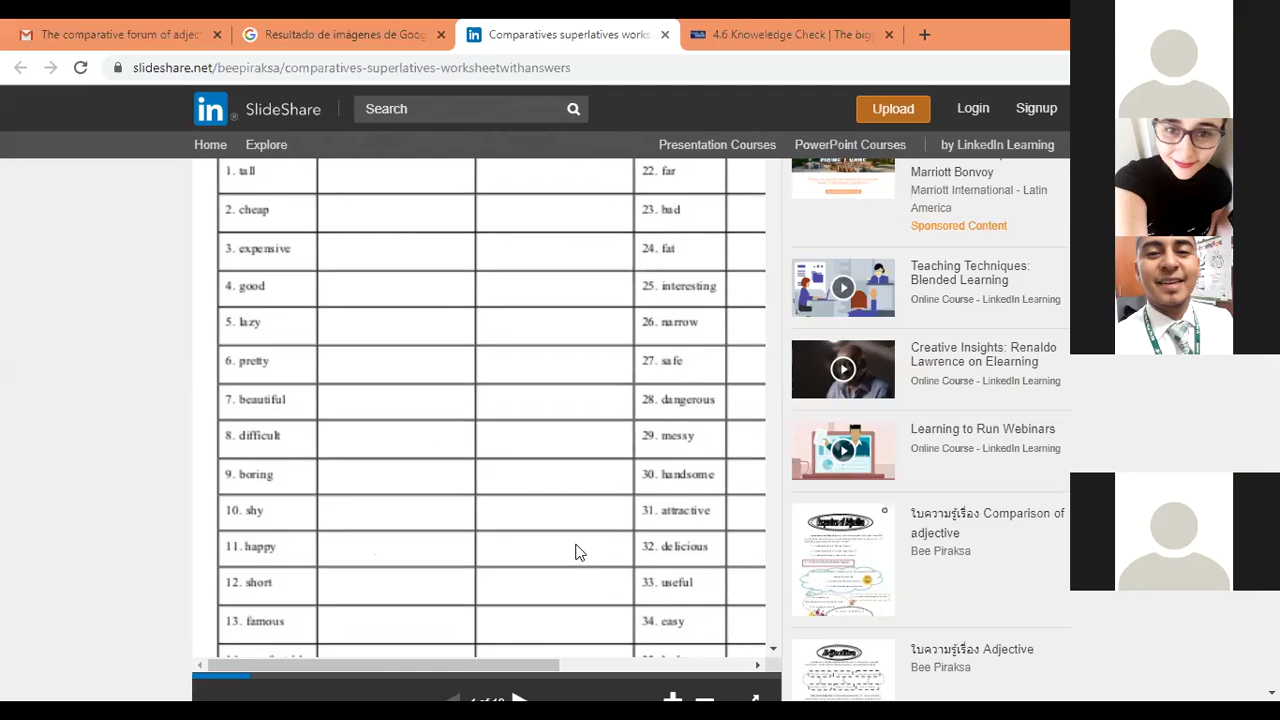 The comparative forum of adjec
Resultado de imágenes de Goog
Comparatives superlatives works
4.6 Knowledge Check | The big
slideshare.net/beepiraksa/comparatives-superlatives-worksheetwithanswers
in SlideShare
Search
Upload
Login
Signup
Home
Explore
Presentation Courses
PowerPoint Courses
by LinkedIn Learning
1. tall
2. cheap
3. expensive
4. good
5. lazy
6. pretty
7. beautiful
8. difficult
9. boring
10. shy
11. happy
12. short
13. famous
22. far
23. bad
24. fat
25. interesting
26. narrow
27. safe
28. dangerous
29. messy
30. handsome
31. attractive
32. delicious
33. useful
34. easy
Marriott Bonvoy
Marriott International - Latin
America
Sponsored Content
Teaching Techniques:
Blended Learning
Online Course - LinkedIn Learning
Creative Insights: Renaldo
Lawrence on Elearning
Online Course - LinkedIn Learning
Learning to Run Webinars
Online Course - LinkedIn Learning
ใบความรู้เรื่อง Comparison of
adjective
Bee Piraksa
ใบความรู้เรื่อง Adjective
Bee Piraksa